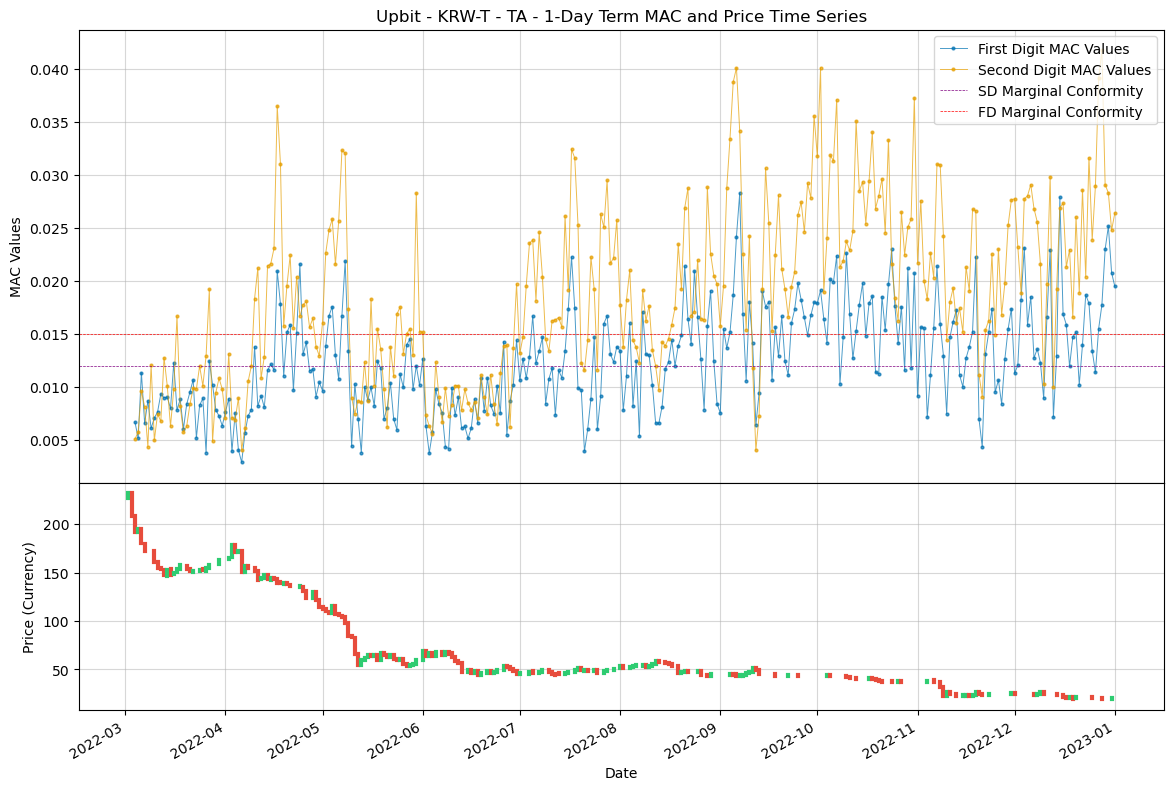 Upbit - KRW-T - TA - 1-Day Term MAC and Price Time Series
First Digit MAC Values
Second Digit MAC Values
SD Marginal Conformity
FD Marginal Conformity
MAC Values
0.040
0.035
0.030
0.025
0.020
0.015
0.010
0.005
Price (Currency)
200
150
100
50
2022-03
2022-04
2022-05
2022-06
2022-07
2022-08
2022-09
2022-10
2022-11
2022-12
2023-01
Date